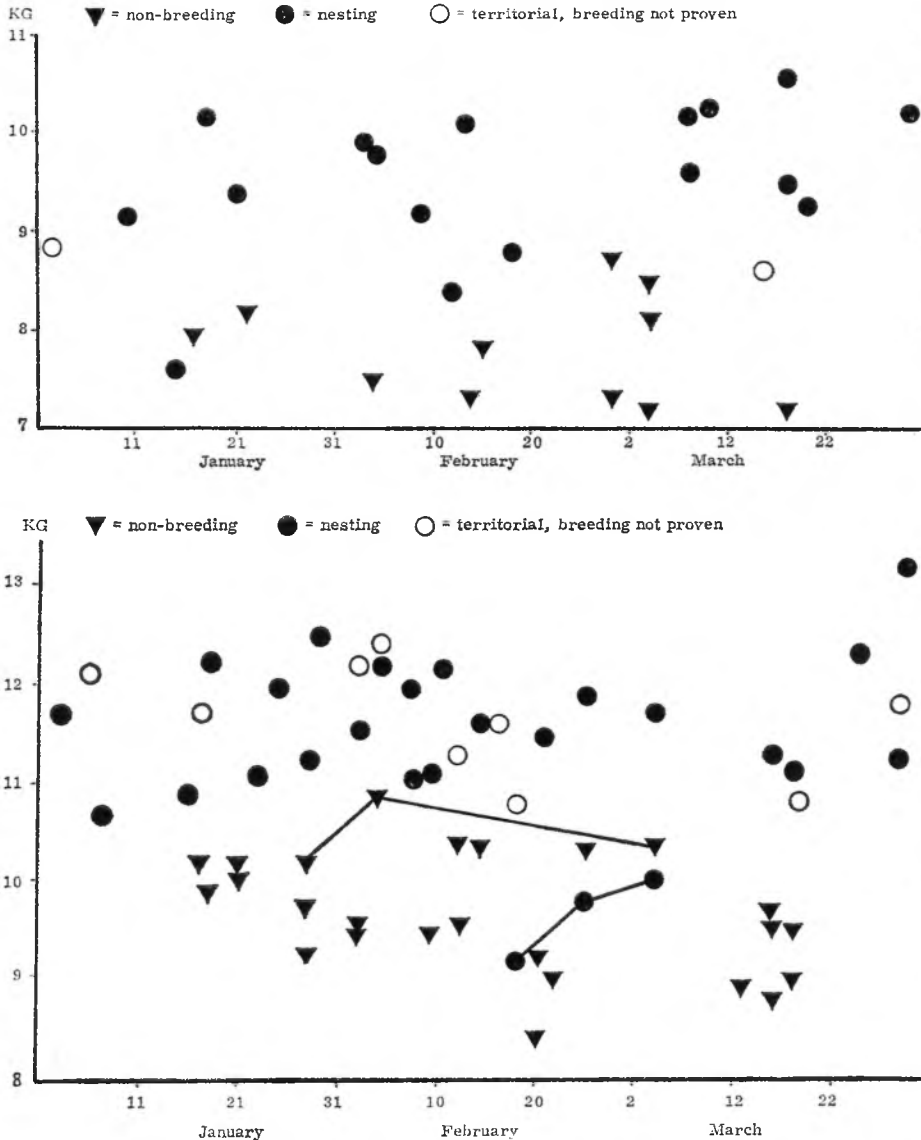 KG ▼ = non-breeding ● = nesting ○ = territorial, breeding not proven
11
10
9
8
7
11 21 31 10 20 2 12 22
January February March
KG ▼ = non-breeding ● = nesting ○ = territorial, breeding not proven
13
12
11
10
9
8
11 21 31 10 20 2 12 22
January February March